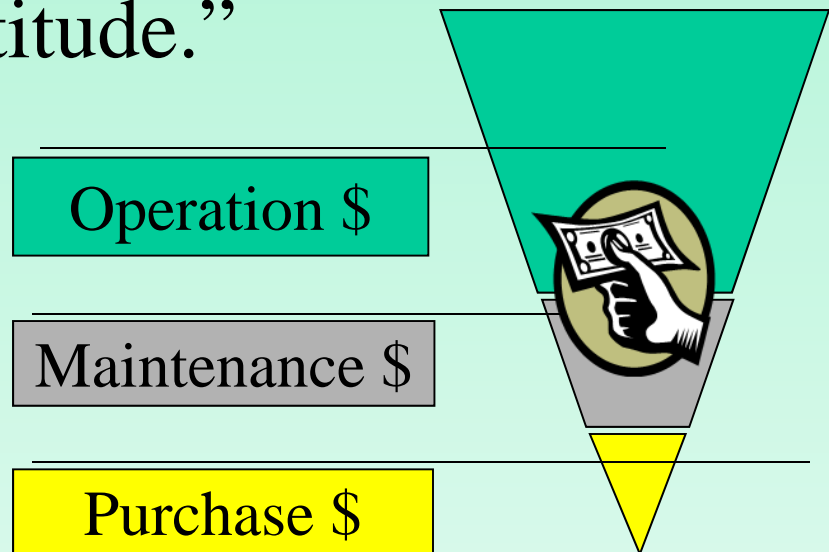 titude.”
Operation $
Maintenance $
Purchase $